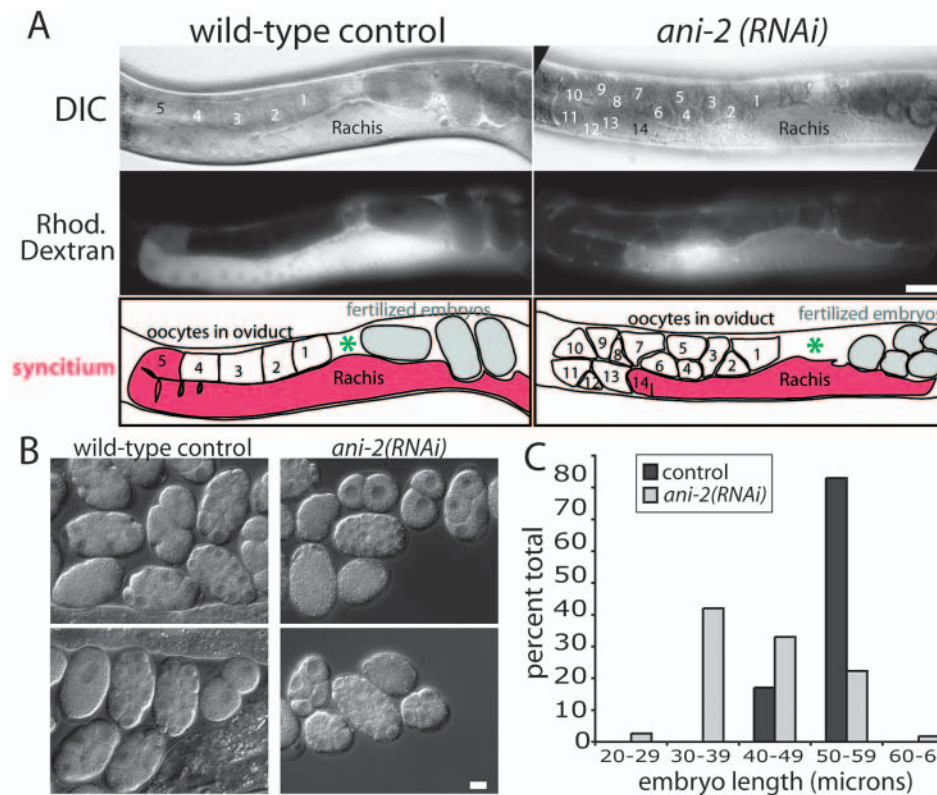 A
wild-type control
ani-2 (RNAi)
DIC
5 4 3 2 1
Rachis
10 9 8 7 5 3 1
11 12 13 14 6 4 2
Rachis
Rhod.
Dextran
syncitium
oocytes in oviduct
fertilized embryos
5 4 3 2 1 *
Rachis
oocytes in oviduct
fertilized embryos
10 9 8 7 5 3 1 *
11 12 13 14 6 4 2
Rachis
B
wild-type control
ani-2(RNAi)
C
control
ani-2(RNAi)
percent total
80
70
60
50
40
30
20
10
0
20-29 30-39 40-49 50-59 60-6
embryo length (microns)